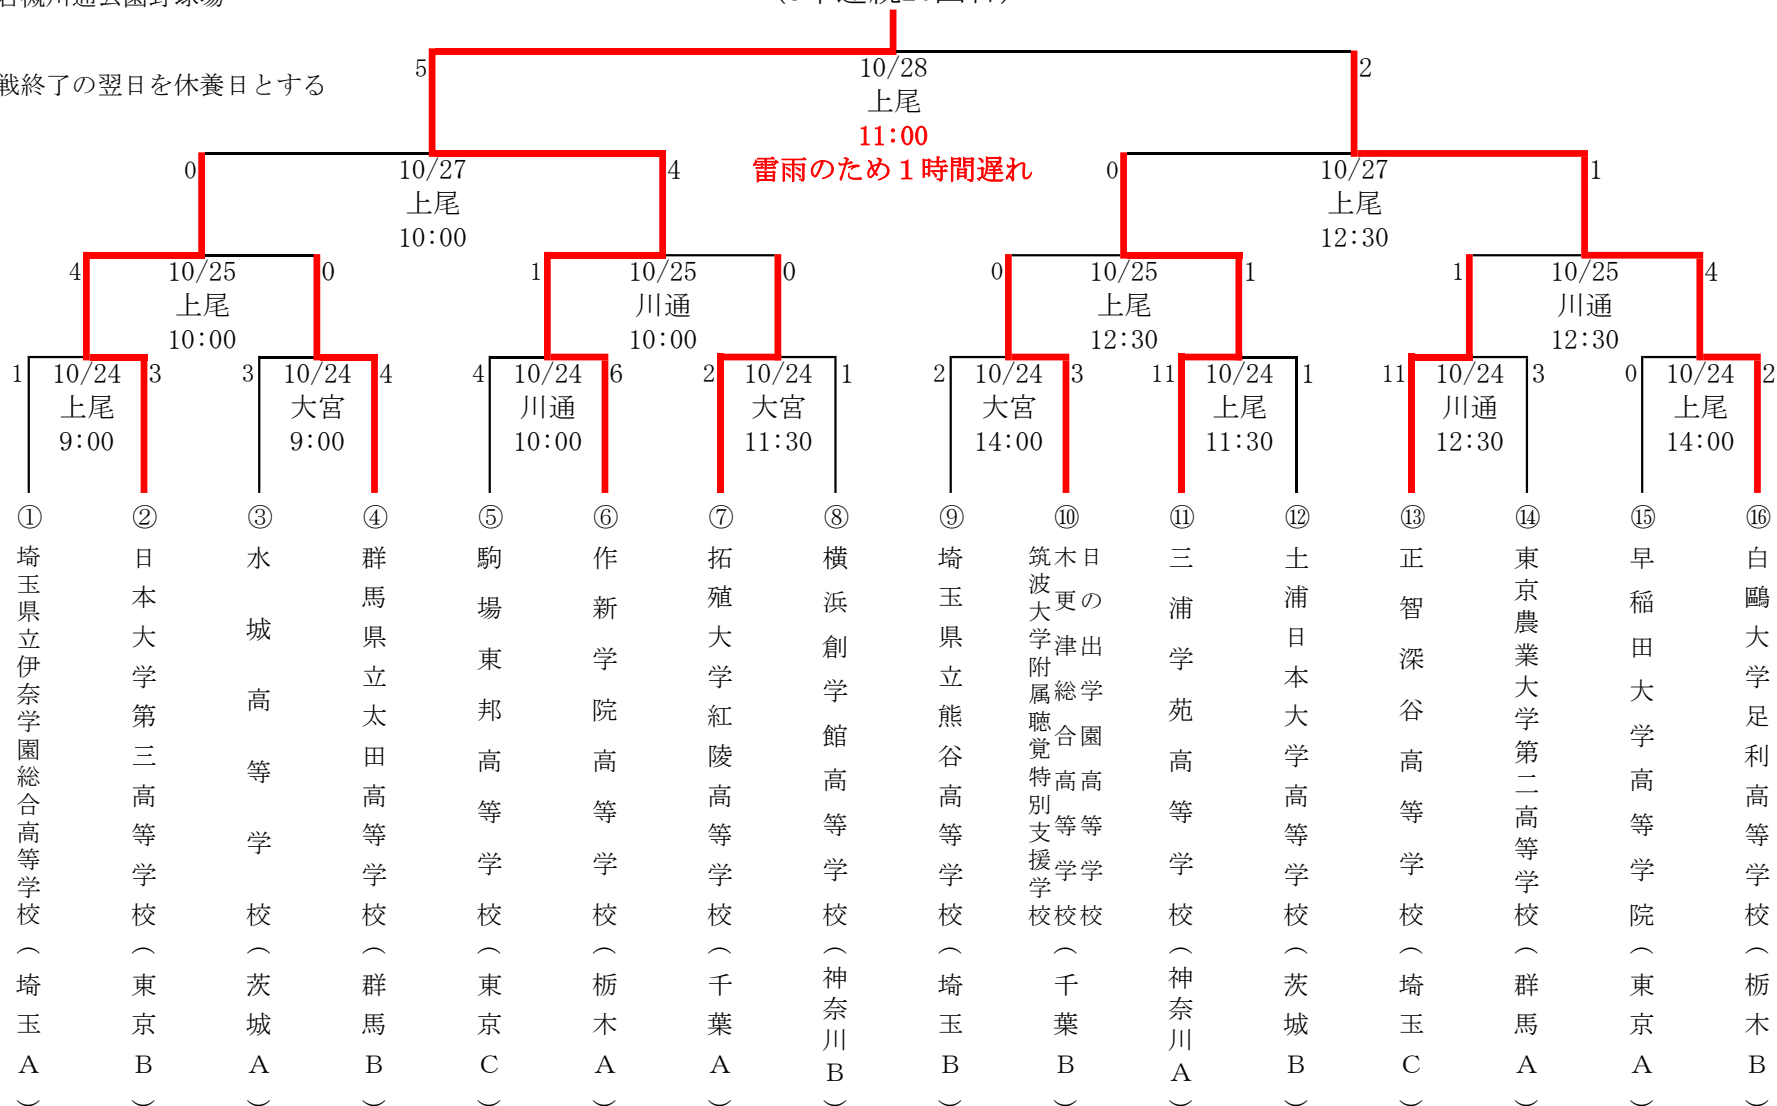 戦終了の翌日を休養日とする
5 10/28 2
上尾
11:00
雷雨のため１時間遅れ
0 10/27 4
上尾
10:00
0 10/27 1
上尾
12:30
4 10/25 0
上尾
10:00
1 10/25 0
川通
10:00
0 10/25 1
上尾
12:30
1 10/25 4
川通
12:30
1 10/24 3
上尾
9:00
3 10/24 4
大宮
9:00
4 10/24 6
川通
10:00
2 10/24 1
大宮
11:30
2 10/24 3
大宮
14:00
11 10/24 1
上尾
11:30
11 10/24 3
川通
12:30
0 10/24 2
上尾
14:00
①
埼玉県立伊奈学園総合高等学校（埼玉A）
②
日本大学第三高等学校（東京B）
③
水城高等学校（茨城A）
④
群馬県立太田高等学校（群馬B）
⑤
駒場東邦高等学校（東京C）
⑥
作新学院高等学校（栃木A）
⑦
拓殖大学紅陵高等学校（千葉A）
⑧
横浜創学館高等学校（神奈川B）
⑨
埼玉県立熊谷高等学校（埼玉B）
⑩
日の出学園高等学校
木更津総合高等学校
筑波大学附属聴覚特別支援学校
（千葉B）
⑪
三浦学苑高等学校（神奈川A）
⑫
土浦日本大学高等学校（茨城B）
⑬
正智深谷高等学校（埼玉C）
⑭
東京農業大学第二高等学校（群馬A）
⑮
早稲田大学高等学院（東京A）
⑯
白鷗大学足利高等学校（栃木B）